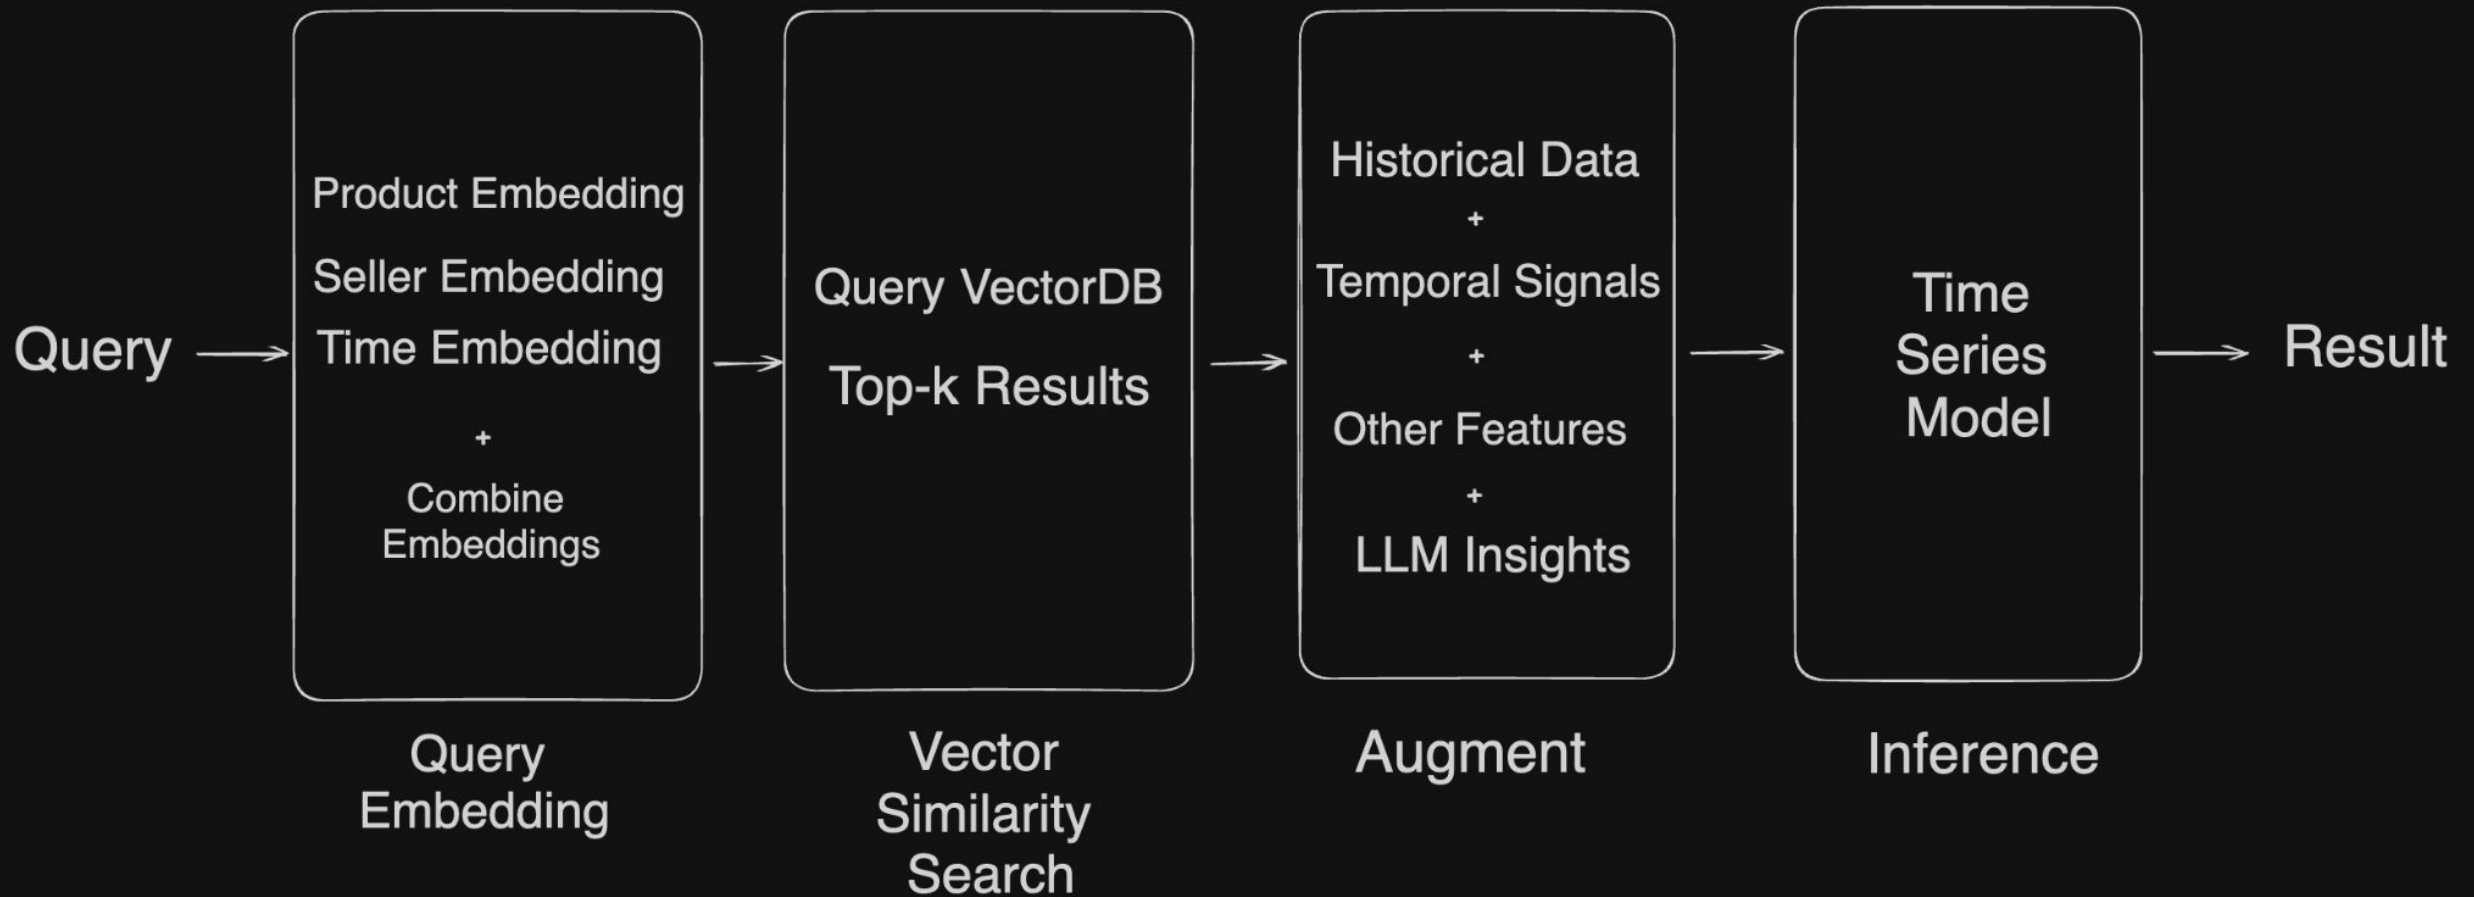 Query
Product Embedding
Seller Embedding
Time Embedding
+
Combine
Embeddings
Query
Embedding
Query VectorDB
Top-k Results
Vector
Similarity
Search
Historical Data
+
Temporal Signals
+
Other Features
+
LLM Insights
Augment
Time
Series
Model
Inference
Result